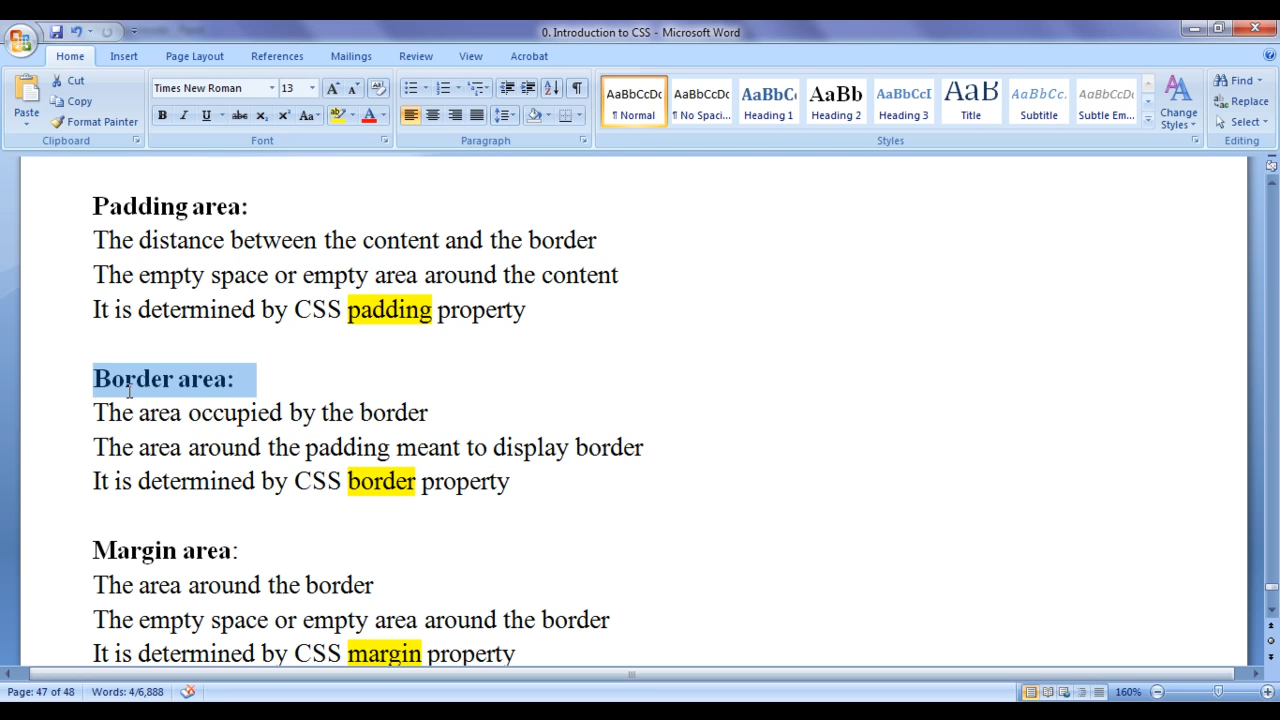 0. Introduction to CSS - Microsoft Word
Home Insert Page Layout References Mailings Review View Acrobat
Paste
Cut
Copy
Format Painter
Clipboard
Times New Roman 13
B I U abc x₂ x² Aa
Font
Paragraph
AaBbCcDc AaBbCcDc AaBbC AaBb AaBbCcI AaB AaBbCc. AaBbCcDc
¶ Normal ¶ No Spaci... Heading 1 Heading 2 Heading 3 Title Subtitle Subtle Em...
Change Styles
Styles
Find
Replace
Select
Editing
Padding area:
The distance between the content and the border
The empty space or empty area around the content
It is determined by CSS padding property
Border area:
The area occupied by the border
The area around the padding meant to display border
It is determined by CSS border property
Margin area:
The area around the border
The empty space or empty area around the border
It is determined by CSS margin property
Page: 47 of 48 Words: 4/6,888 160%